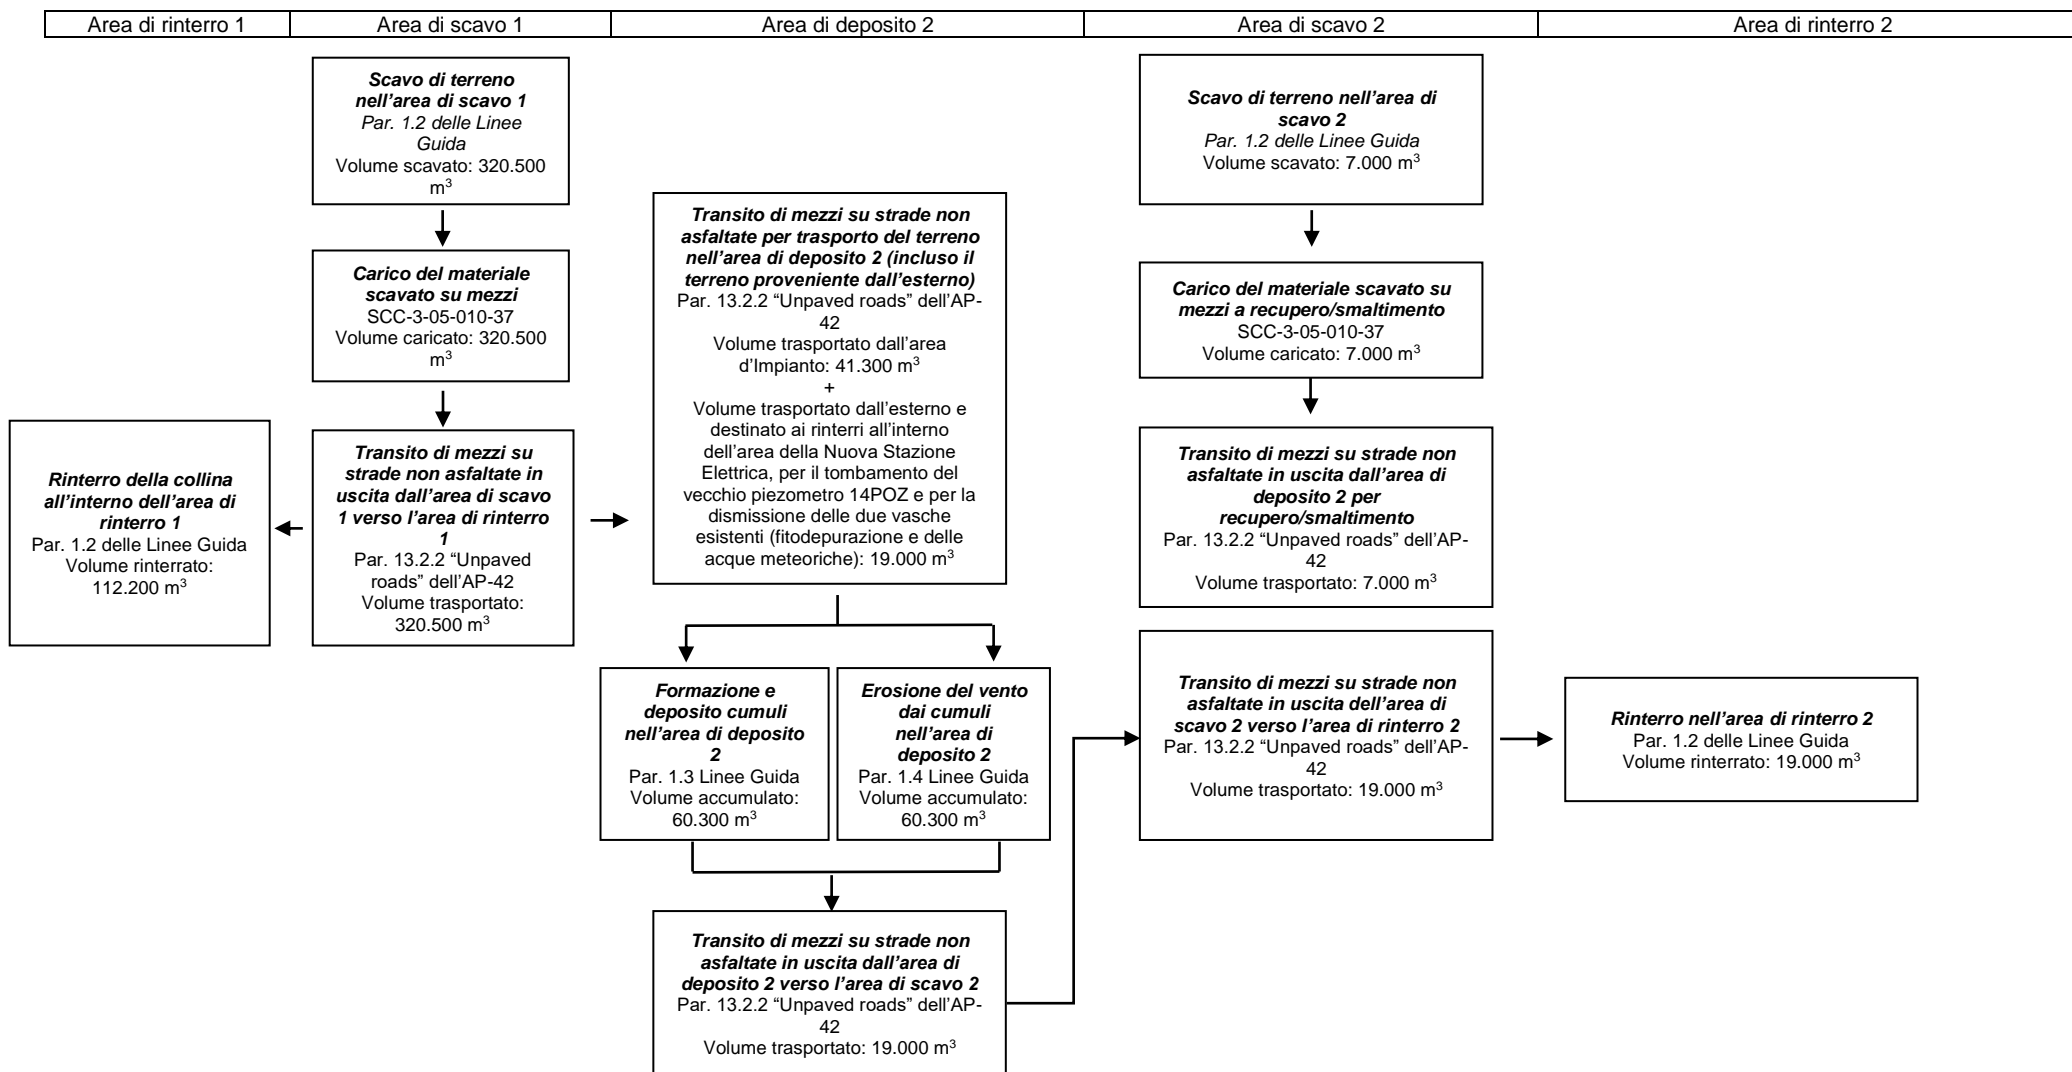 Area di rinterro 1
Area di scavo 1
Area di deposito 2
Area di scavo 2
Area di rinterro 2
Scavo di terreno
nell’area di scavo 1
Par. 1.2 delle Linee
Guida
Volume scavato: 320.500
m³
Carico del materiale
scavato su mezzi
SCC-3-05-010-37
Volume caricato: 320.500
m³
Transito di mezzi su
strade non asfaltate in
uscita dall’area di scavo
1 verso l’area di rinterro
1
Par. 13.2.2 “Unpaved
roads” dell’AP-42
Volume trasportato:
320.500 m³
Rinterro della collina
all’interno dell’area di
rinterro 1
Par. 1.2 delle Linee Guida
Volume rinterrato:
112.200 m³
Transito di mezzi su strade non
asfaltate per trasporto del terreno
nell’area di deposito 2 (incluso il
terreno proveniente dall’esterno)
Par. 13.2.2 “Unpaved roads” dell’AP-
42
Volume trasportato dall’area
d’Impianto: 41.300 m³
+
Volume trasportato dall’esterno e
destinato ai rinterri all’interno
dell’area della Nuova Stazione
Elettrica, per il tombamento del
vecchio piezometro 14POZ e per la
dismissione delle due vasche
esistenti (fitodepurazione e delle
acque meteoriche): 19.000 m³
Formazione e
deposito cumuli
nell’area di deposito
2
Par. 1.3 Linee Guida
Volume accumulato:
60.300 m³
Erosione del vento
dai cumuli
nell’area di
deposito 2
Par. 1.4 Linee Guida
Volume accumulato:
60.300 m³
Transito di mezzi su strade non
asfaltate in uscita dall’area di
deposito 2 verso l’area di scavo 2
Par. 13.2.2 “Unpaved roads” dell’AP-
42
Volume trasportato: 19.000 m³
Scavo di terreno nell’area di
scavo 2
Par. 1.2 delle Linee Guida
Volume scavato: 7.000 m³
Carico del materiale scavato su
mezzi a recupero/smaltimento
SCC-3-05-010-37
Volume caricato: 7.000 m³
Transito di mezzi su strade non
asfaltate in uscita dall’area di
deposito 2 per
recupero/smaltimento
Par. 13.2.2 “Unpaved roads” dell’AP-
42
Volume trasportato: 7.000 m³
Transito di mezzi su strade non
asfaltate in uscita dell’area di
scavo 2 verso l’area di rinterro 2
Par. 13.2.2 “Unpaved roads” dell’AP-
42
Volume trasportato: 19.000 m³
Rinterro nell’area di rinterro 2
Par. 1.2 delle Linee Guida
Volume rinterrato: 19.000 m³